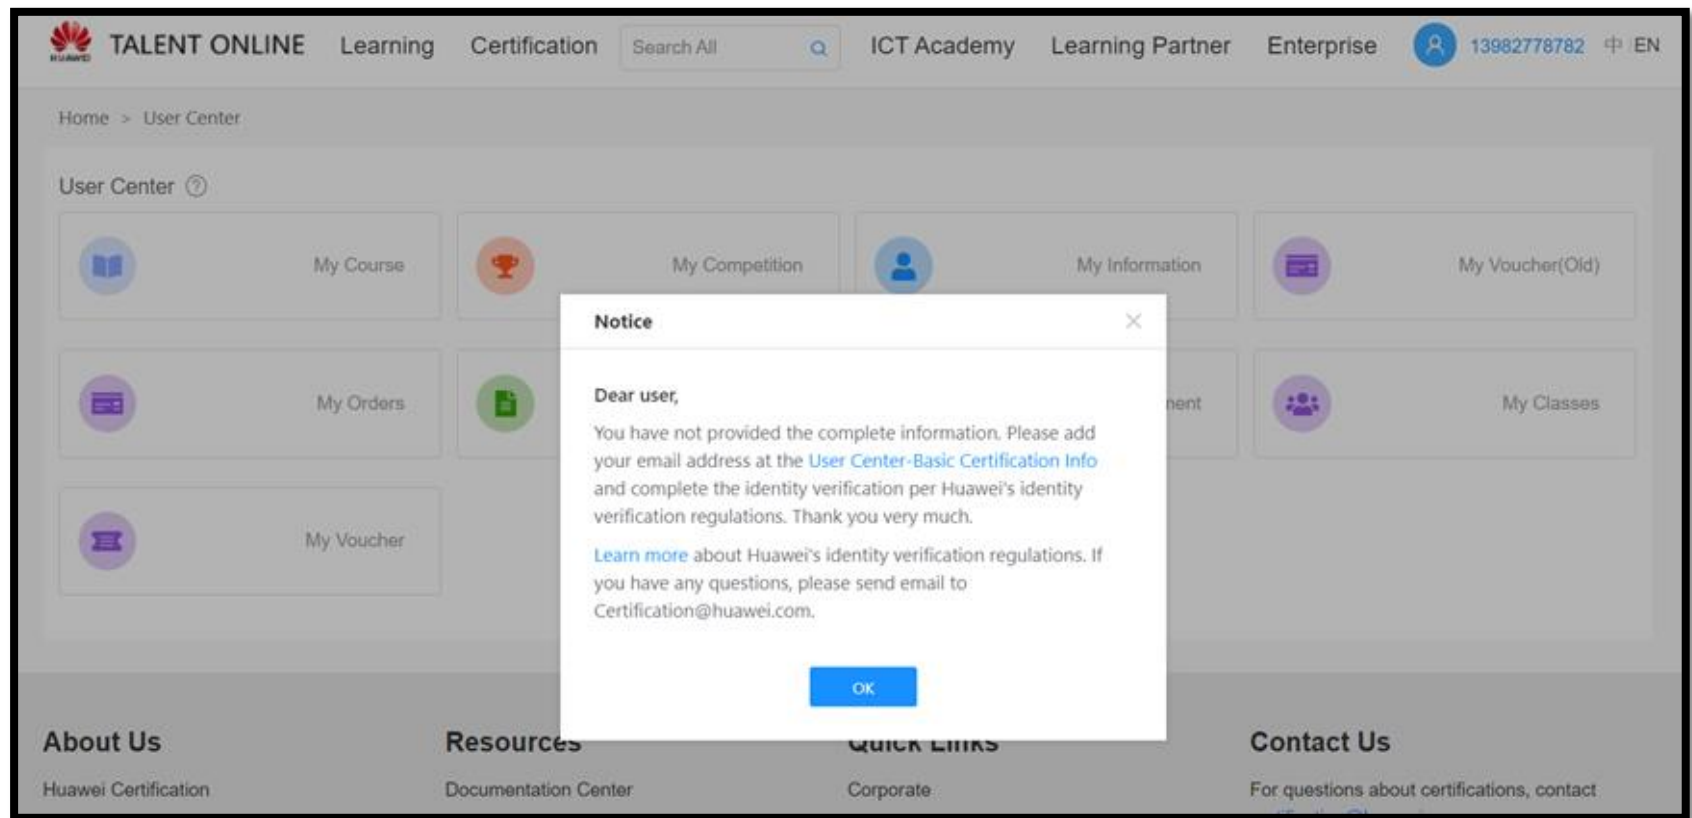 HUAWEI
TALENT ONLINE Learning Certification Search All ICT Academy Learning Partner Enterprise 13982778782 中 EN
Home > User Center
User Center ?
My Course My Competition My Information My Voucher(Old)
Notice
Dear user,
You have not provided the complete information. Please add
your email address at the User Center-Basic Certification Info
and complete the identity verification per Huawei's identity
verification regulations. Thank you very much.
Learn more about Huawei's identity verification regulations. If
you have any questions, please send email to
Certification@huawei.com.
OK
My Orders My Classes
My Voucher
About Us Resources Quick Links Contact Us
Huawei Certification Documentation Center Corporate For questions about certifications, contact